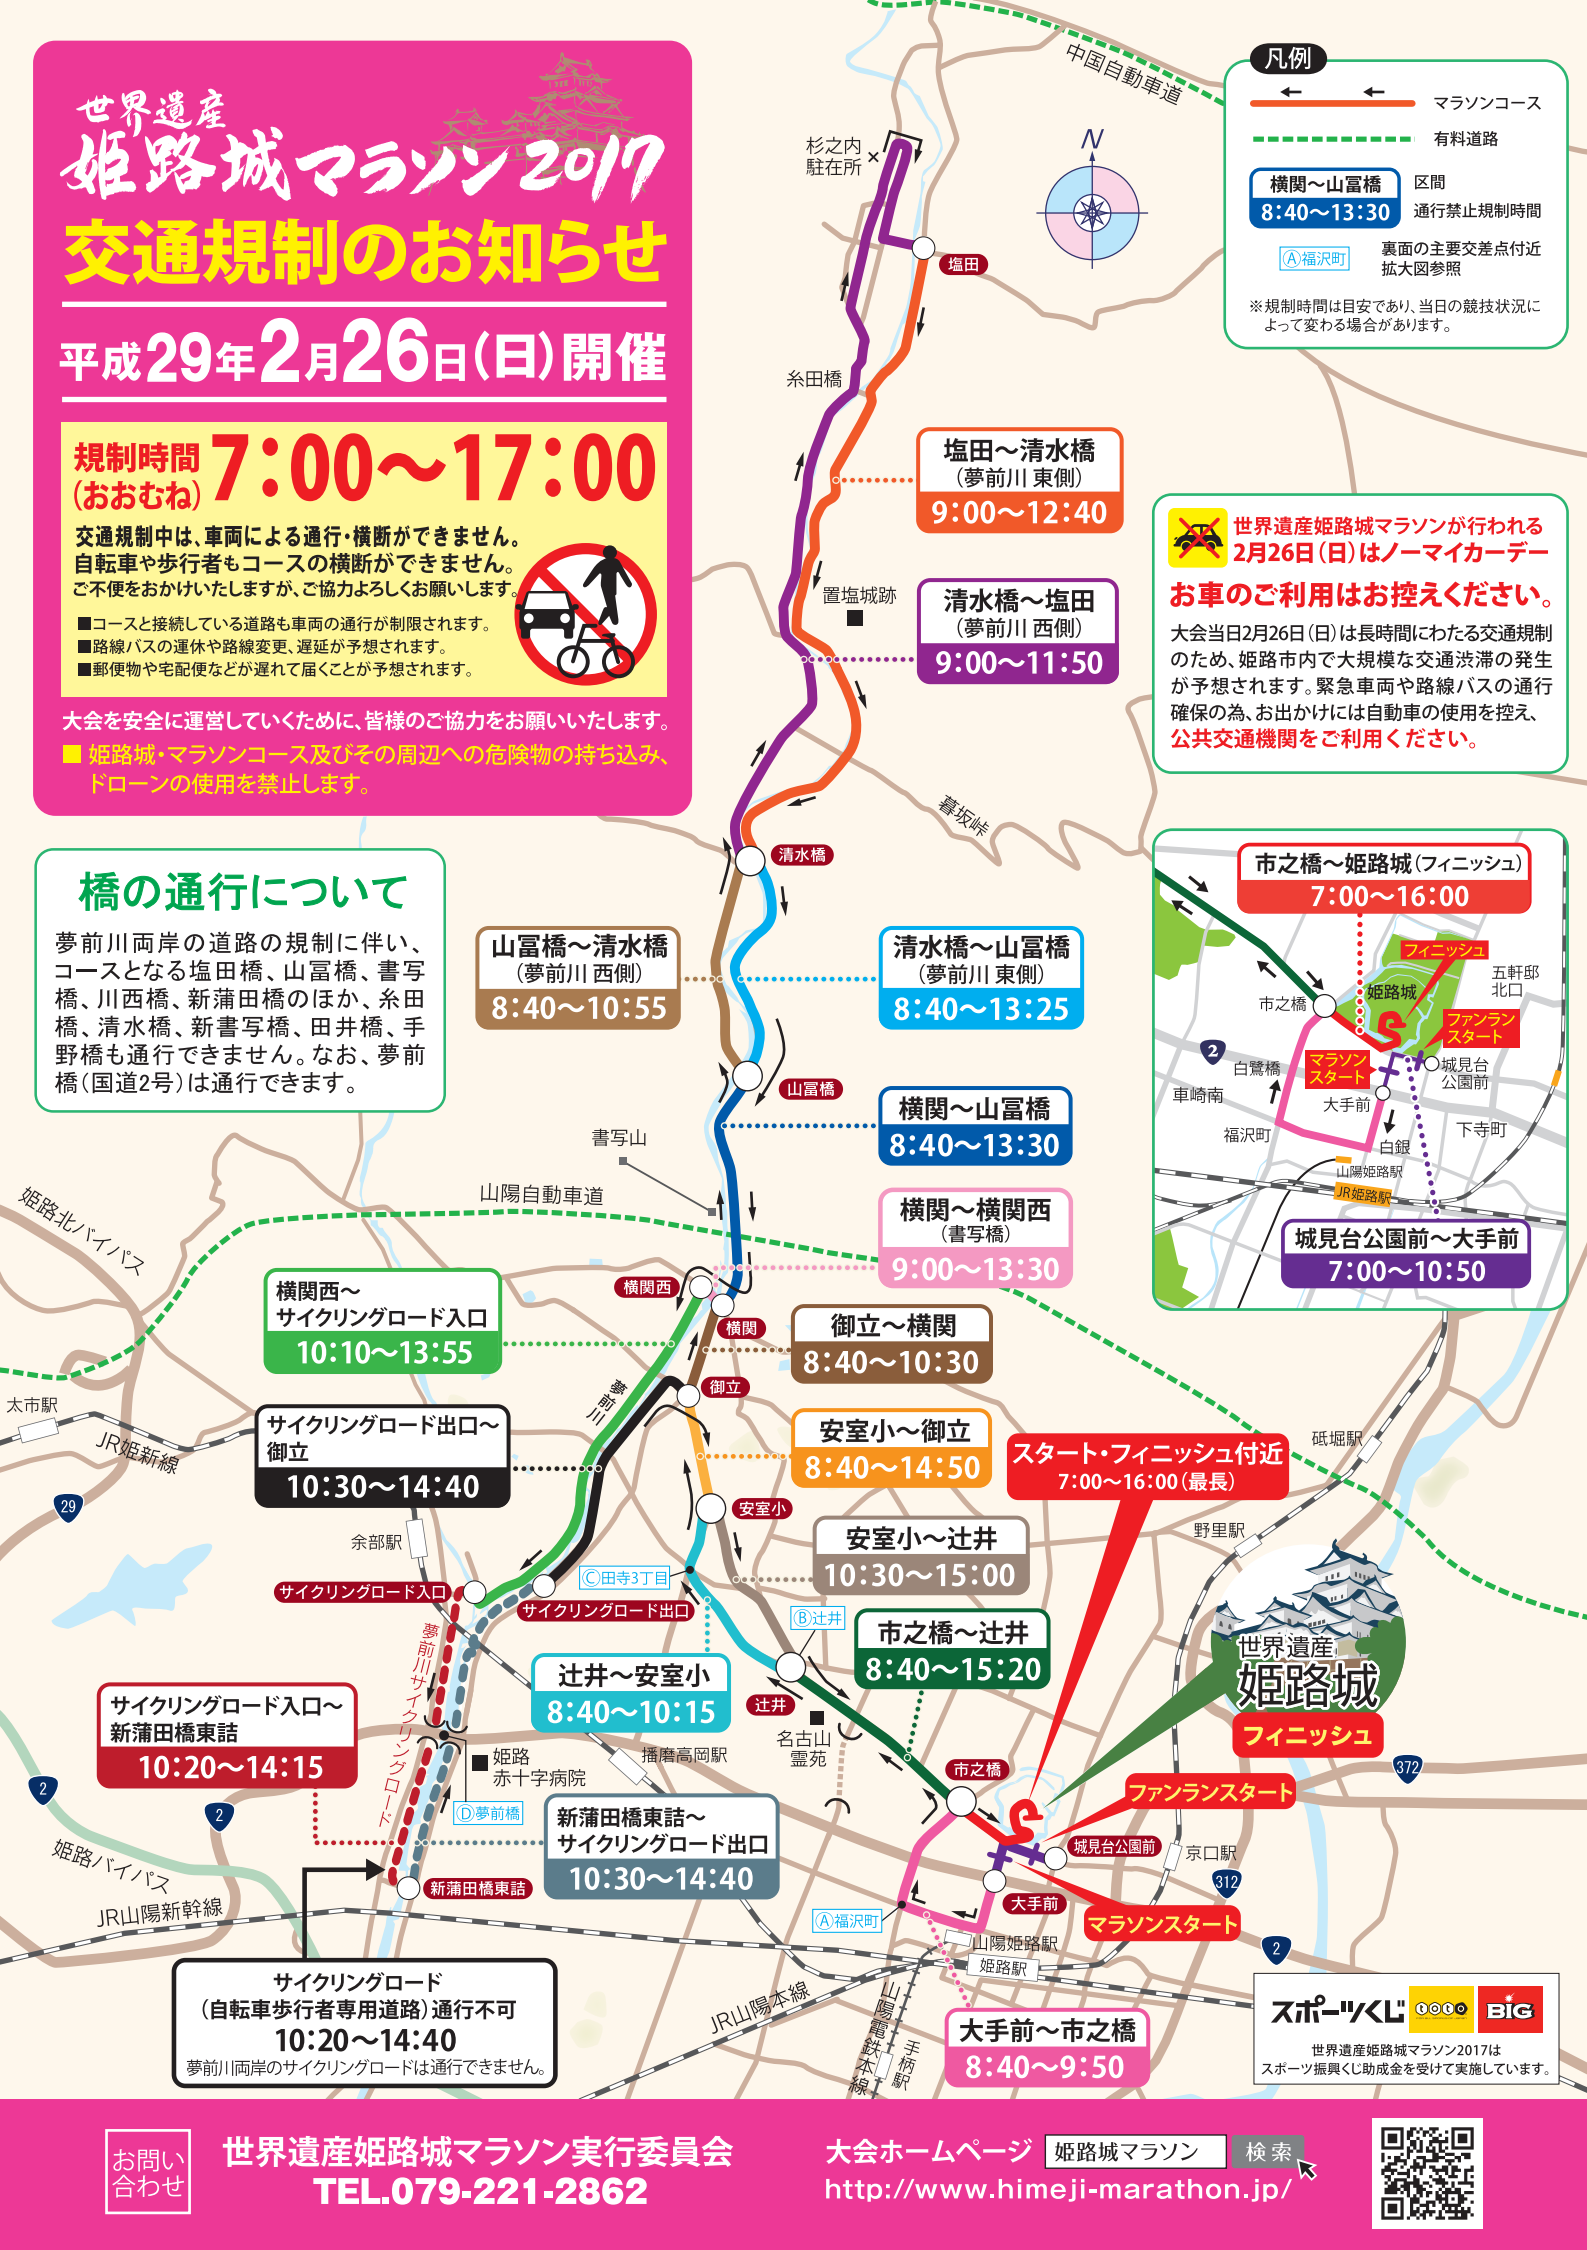 世界遺産
姫路城マラソン2017
交通規制のお知らせ
平成29年2月26日(日)開催
規制時間
(おおむね)
7:00〜17:00
交通規制中は、車両による通行・横断ができません。
自転車や歩行者もコースの横断ができません。
ご不便をおかけいたしますが、ご協力よろしくお願いします。
■コースと接続している道路も車両の通行が制限されます。
■路線バスの運休や路線変更、遅延が予想されます。
■郵便物や宅配便などが遅れて届くことが予想されます。
大会を安全に運営していくために、皆様のご協力をお願いいたします。
■ 姫路城・マラソンコース及びその周辺への危険物の持ち込み、
ドローンの使用を禁止します。
橋の通行について
夢前川両岸の道路の規制に伴い、
コースとなる塩田橋、山冨橋、書写
橋、川西橋、新蒲田橋のほか、糸田
橋、清水橋、新書写橋、田井橋、手
野橋も通行できません。なお、夢前
橋(国道2号)は通行できます。
凡例
マラソンコース
有料道路
横関〜山冨橋
8:40〜13:30
区間
通行禁止規制時間
Ⓐ福沢町
裏面の主要交差点付近
拡大図参照
※規制時間は目安であり、当日の競技状況に
よって変わる場合があります。
N
中国自動車道
杉之内
駐在所
塩田
糸田橋
塩田〜清水橋
(夢前川 東側)
9:00〜12:40
置塩城跡
清水橋〜塩田
(夢前川 西側)
9:00〜11:50
世界遺産姫路城マラソンが行われる
2月26日(日)はノーマイカーデー
お車のご利用はお控えください。
大会当日2月26日(日)は長時間にわたる交通規制
のため、姫路市内で大規模な交通渋滞の発生
が予想されます。緊急車両や路線バスの通行
確保の為、お出かけには自動車の使用を控え、
公共交通機関をご利用ください。
暮坂峠
清水橋
山冨橋〜清水橋
(夢前川 西側)
8:40〜10:55
清水橋〜山冨橋
(夢前川 東側)
8:40〜13:25
山冨橋
横関〜山冨橋
8:40〜13:30
書写山
山陽自動車道
横関〜横関西
(書写橋)
9:00〜13:30
市之橋〜姫路城(フィニッシュ)
7:00〜16:00
フィニッシュ
五軒邸
北口
姫路城
市之橋
ファンラン
スタート
2
マラソン
スタート
城見台
公園前
白鷺橋
車崎南
大手前
福沢町
下寺町
白銀
山陽姫路駅
JR姫路駅
城見台公園前〜大手前
7:00〜10:50
姫路北バイパス
横関西〜
サイクリングロード入口
10:10〜13:55
横関西
横関
御立〜横関
8:40〜10:30
太市駅
JR姫新線
夢前川
御立
サイクリングロード出口〜
御立
10:30〜14:40
安室小〜御立
8:40〜14:50
スタート・フィニッシュ付近
7:00〜16:00(最長)
砥堀駅
29
余部駅
安室小
安室小〜辻井
10:30〜15:00
野里駅
Ⓒ田寺3丁目
サイクリングロード入口
サイクリングロード出口
Ⓑ辻井
市之橋〜辻井
8:40〜15:20
世界遺産
姫路城
フィニッシュ
夢前川サイクリングロード
辻井〜安室小
8:40〜10:15
辻井
サイクリングロード入口〜
新蒲田橋東詰
10:20〜14:15
名古山
霊苑
姫路
赤十字病院
播磨高岡駅
市之橋
372
ファンランスタート
2
2
Ⓓ夢前橋
新蒲田橋東詰〜
サイクリングロード出口
10:30〜14:40
城見台公園前
京口駅
姫路バイパス
新蒲田橋東詰
312
大手前
Ⓐ福沢町
マラソンスタート
JR山陽新幹線
山陽姫路駅
姫路駅
2
サイクリングロード
(自転車歩行者専用道路)通行不可
10:20〜14:40
夢前川両岸のサイクリングロードは通行できません。
JR山陽本線
山陽電鉄本線
手柄駅
大手前〜市之橋
8:40〜9:50
スポーツくじ
toto
BIG
世界遺産姫路城マラソン2017は
スポーツ振興くじ助成金を受けて実施しています。
お問い
合わせ
世界遺産姫路城マラソン実行委員会
TEL.079-221-2862
大会ホームページ
姫路城マラソン
検索
http://www.himeji-marathon.jp/